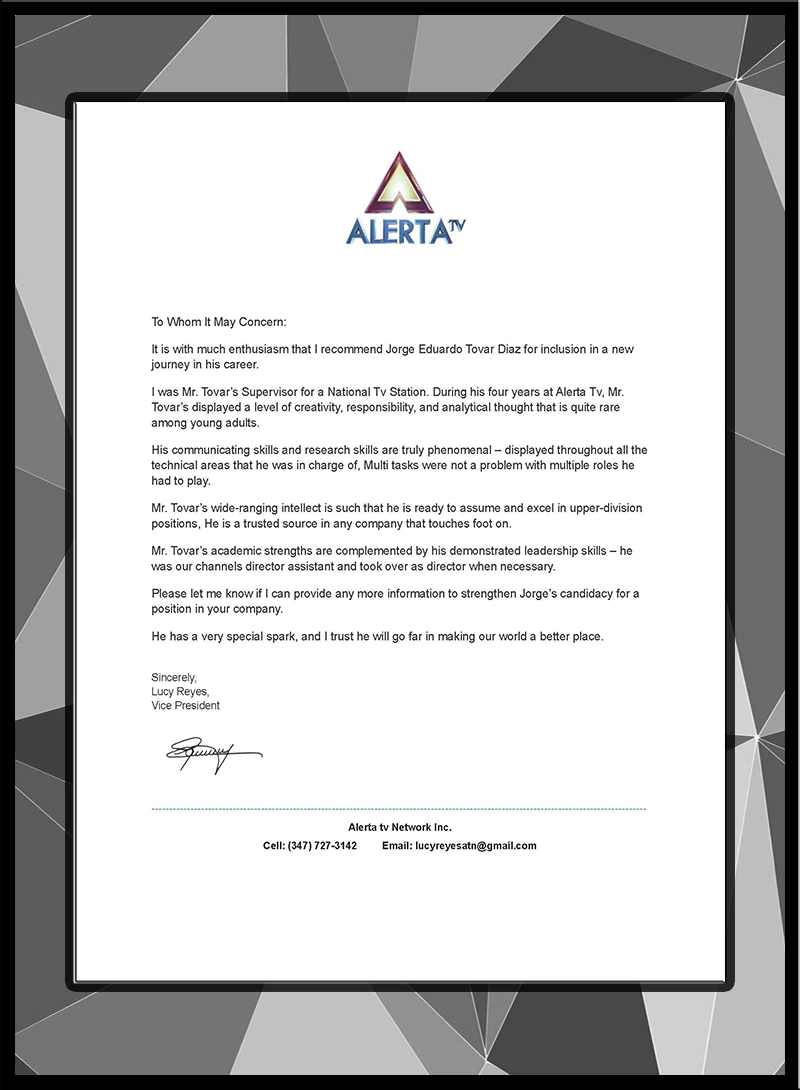 ALERTA TV
To Whom It May Concern:
It is with much enthusiasm that I recommend Jorge Eduardo Tovar Diaz for inclusion in a new
journey in his career.
I was Mr. Tovar’s Supervisor for a National Tv Station. During his four years at Alerta Tv, Mr.
Tovar’s displayed a level of creativity, responsibility, and analytical thought that is quite rare
among young adults.
His communicating skills and research skills are truly phenomenal – displayed throughout all the
technical areas that he was in charge of, Multi tasks were not a problem with multiple roles he
had to play.
Mr. Tovar’s wide-ranging intellect is such that he is ready to assume and excel in upper-division
positions, He is a trusted source in any company that touches foot on.
Mr. Tovar’s academic strengths are complemented by his demonstrated leadership skills – he
was our channels director assistant and took over as director when necessary.
Please let me know if I can provide any more information to strengthen Jorge’s candidacy for a
position in your company.
He has a very special spark, and I trust he will go far in making our world a better place.
Sincerely,
Lucy Reyes,
Vice President
Alerta tv Network Inc.
Cell: (347) 727-3142 Email: lucyreyesatn@gmail.com